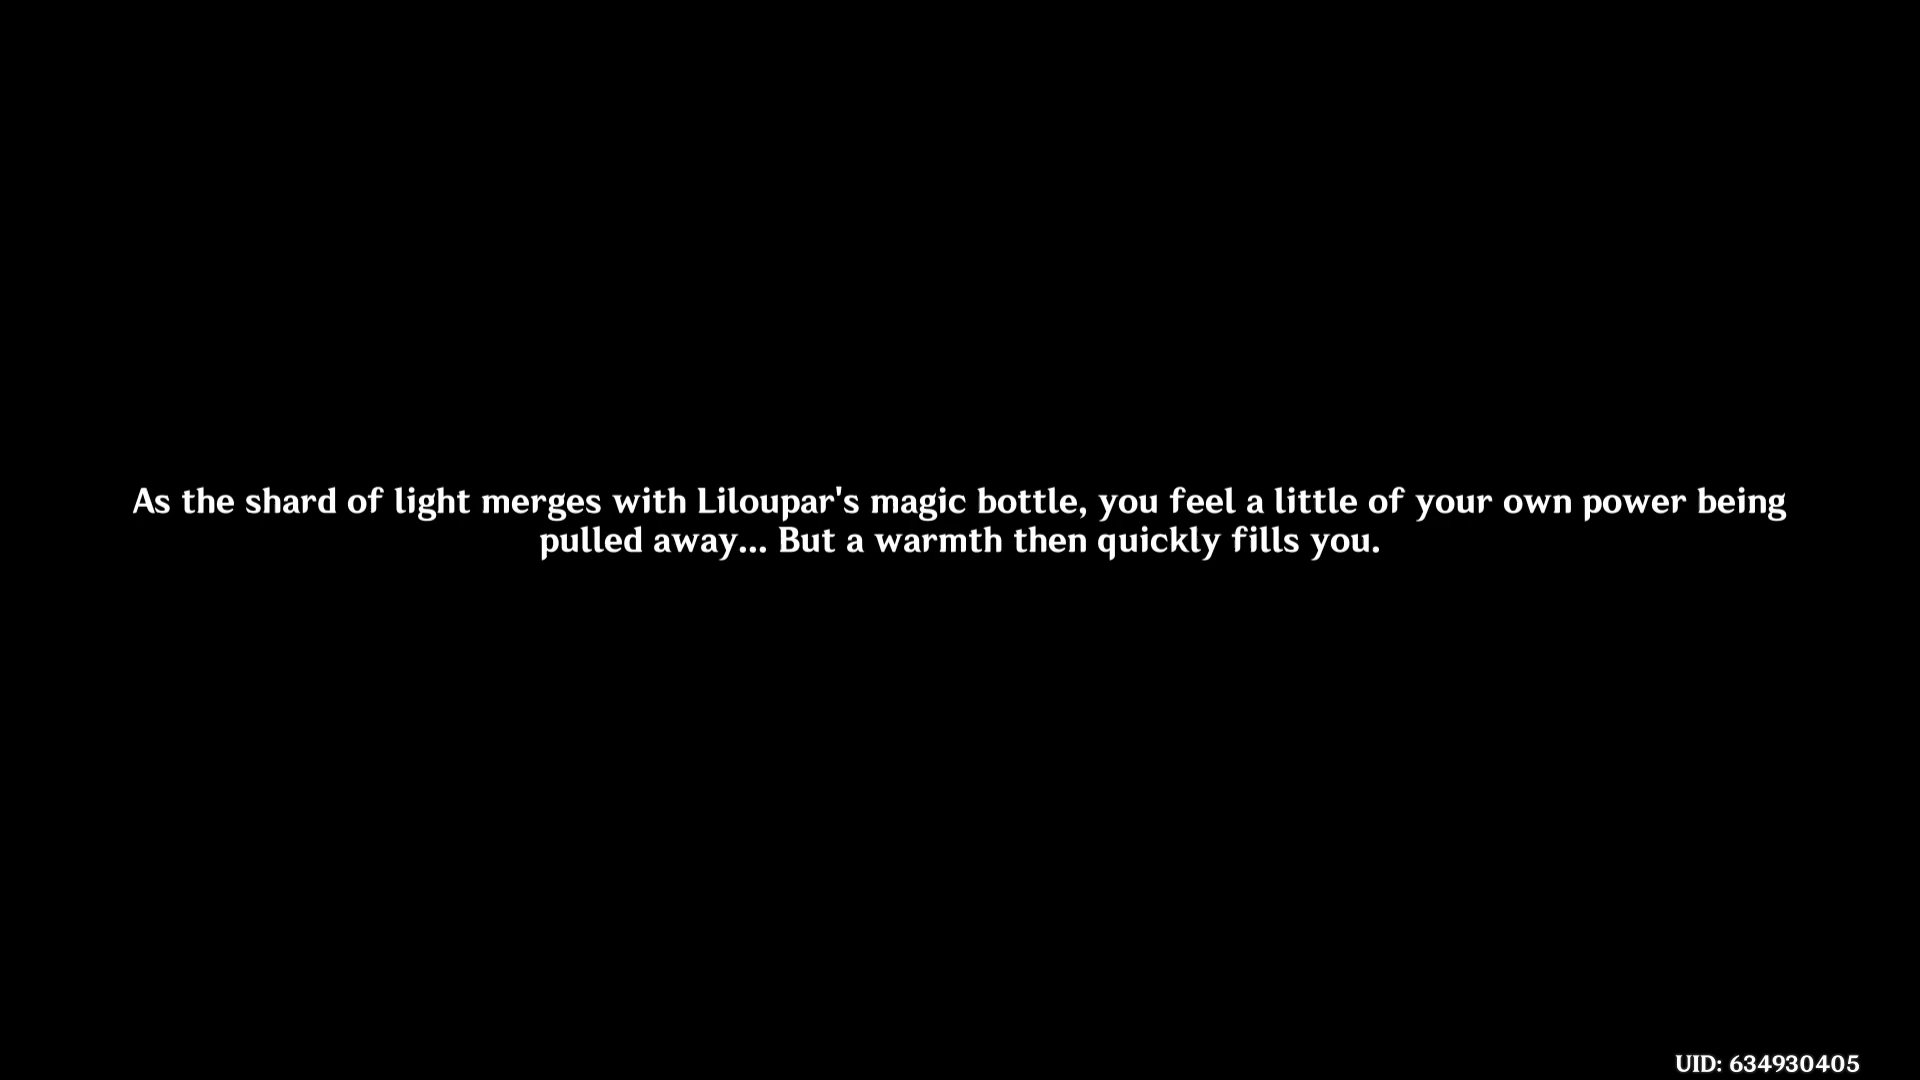 As the shard of light merges with Liloupar's magic bottle, you feel a little of your own power being
pulled away... But a warmth then quickly fills you.
UID: 634930405